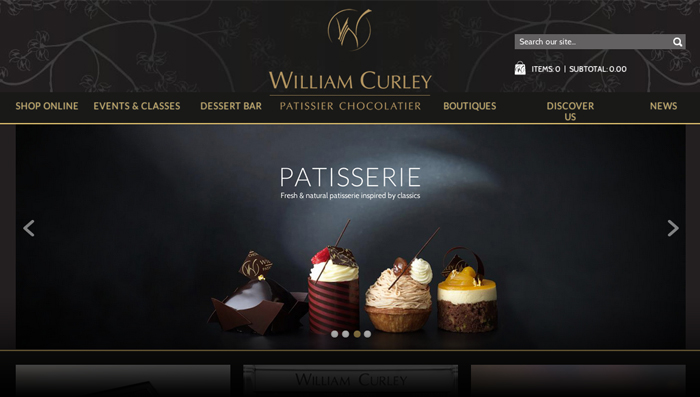 Search our site..
ITEMS: 0 | SUBTOTAL: 0.00
WILLIAM CURLEY
PATISSIER CHOCOLATIER
SHOP ONLINE
EVENTS & CLASSES
DESSERT BAR
BOUTIQUES
DISCOVER
US
NEWS
PATISSERIE
Fresh & natural patisserie inspired by classics
WILLIAM CURLEY